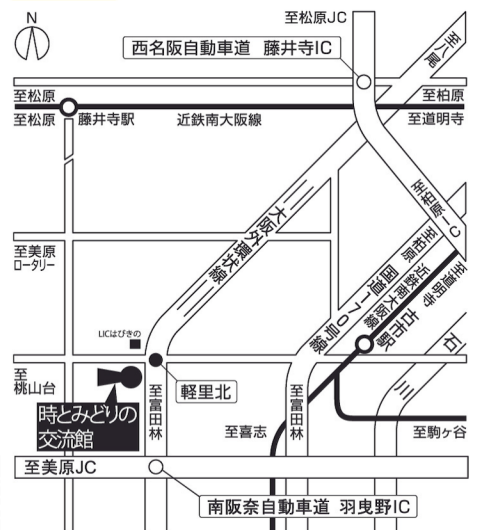 N
至松原JC
西名阪自動車道 藤井寺IC
至八尾
至松原
至柏原
至松原
藤井寺駅
近鉄南大阪線
至道明寺
至柏原IC
至美原
ロータリー
大阪外環状線
至柏原
国道170号線
近鉄南大阪線
古市駅
至道明寺
石川
LICはびきの
至
桃山台
軽里北
時とみどりの
交流館
至富田林
至富田林
至喜志
至駒ヶ谷
至美原JC
南阪奈自動車道 羽曳野IC